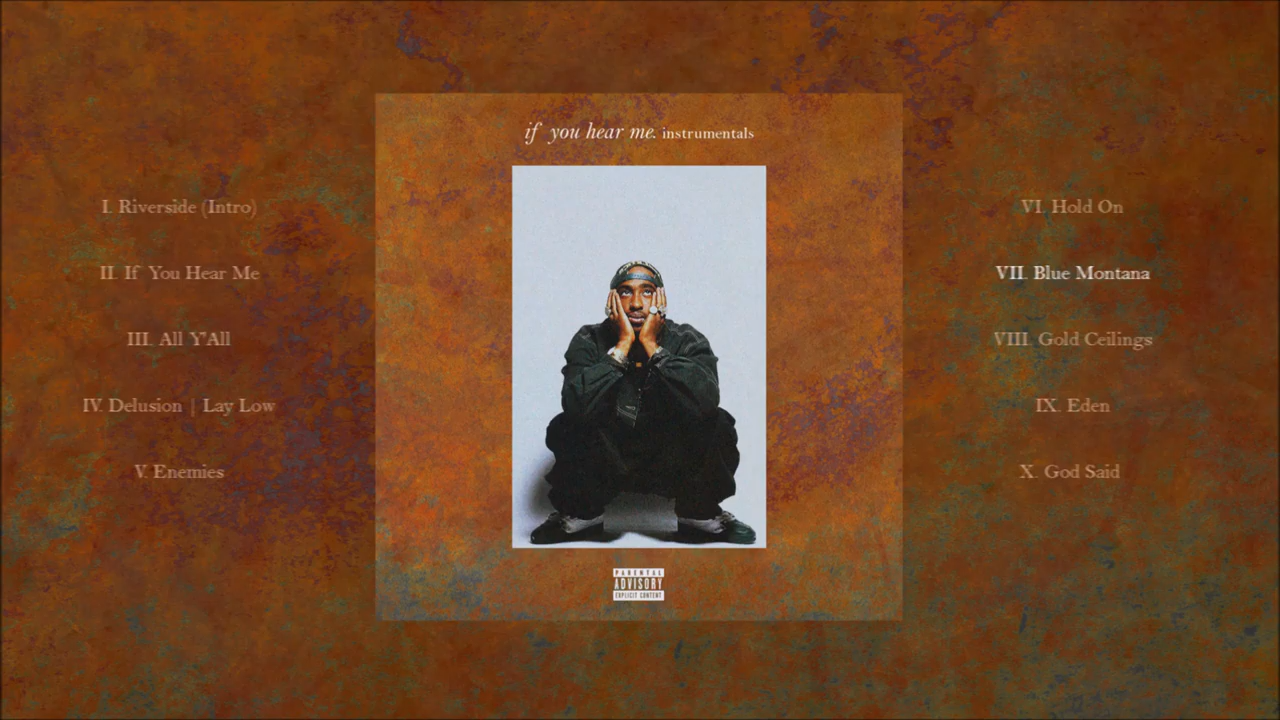 if you hear me. instrumentals
I. Riverside (Intro)
II. If You Hear Me
III. All Y'All
IV. Delusion | Lay Low
V. Enemies
VI. Hold On
VII. Blue Montana
VIII. Gold Ceilings
IX. Eden
X. God Said
PARENTAL
ADVISORY
EXPLICIT CONTENT